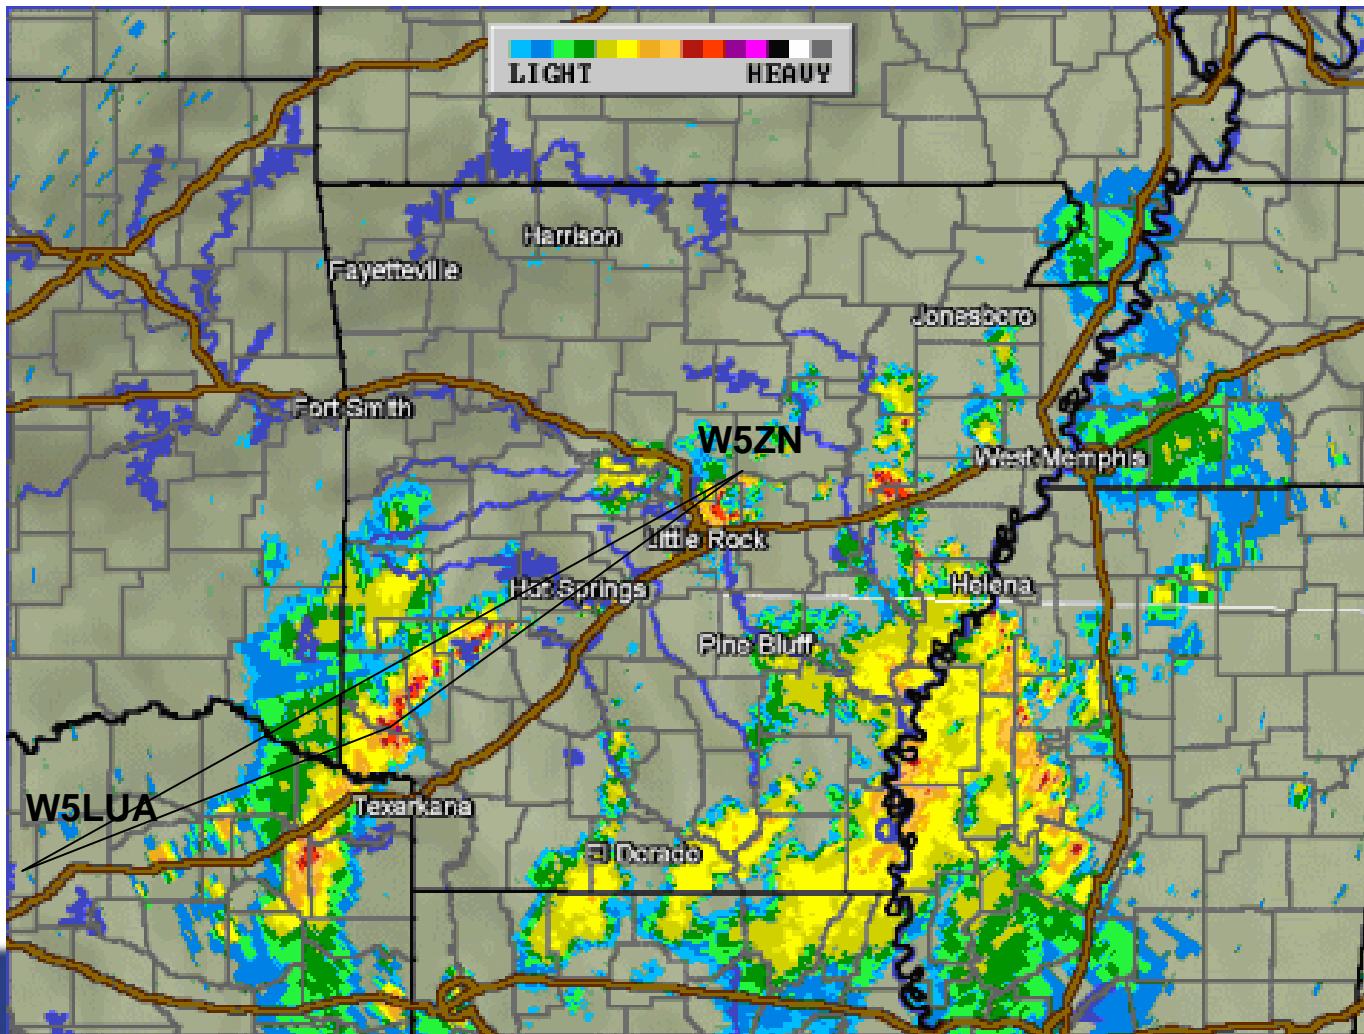 LIGHT HEAVY
Harrison
Fayetteville
Jonesboro
Fort Smith
W5ZN
West Memphis
Little Rock
Hot Springs
Helena
Pine Bluff
W5LUA
Texarkana
El Dorado